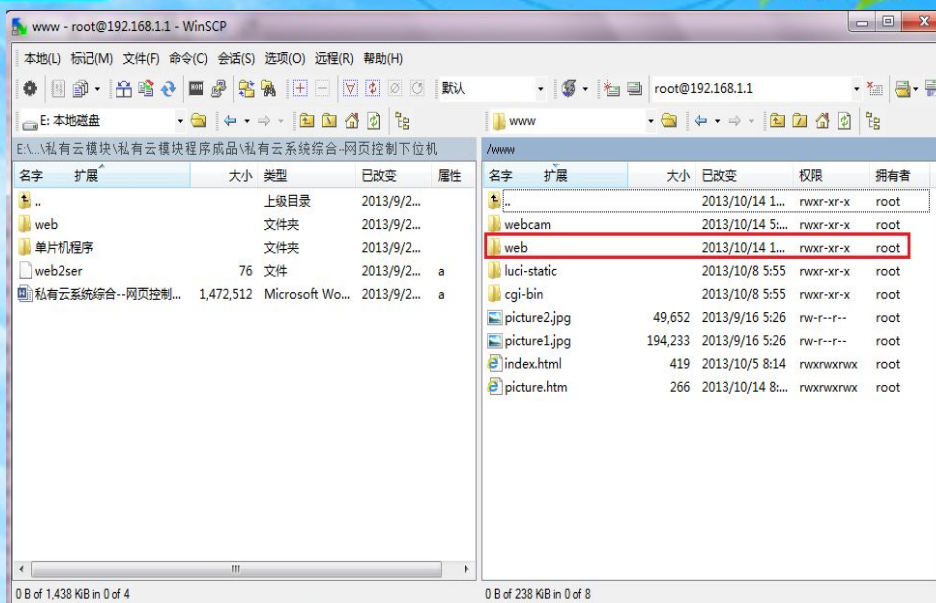 www - root@192.168.1.1 - WinSCP
本地(L) 标记(M) 文件(F) 命令(C) 会话(S) 选项(O) 远程(R) 帮助(H)
默认 root@192.168.1.1
E: 本地磁盘 www
E:\...\私有云模块\私有云模块程序成品\私有云系统综合--网页控制下位机 /www
名字 扩展 大小 类型 已改变 属性 名字 扩展 大小 已改变 权限 拥有者
.. 上级目录 2013/9/2... .. 2013/10/14 1... rwxr-xr-x root
web 文件夹 2013/9/2... webcam 2013/10/14 5:... rwxr-xr-x root
单片机程序 文件夹 2013/9/2... web 2013/10/14 1... rwxr-xr-x root
web2ser 76 文件 2013/9/2... a luci-static 2013/10/8 5:55 rwxr-xr-x root
私有云系统综合--网页控制... 1,472,512 Microsoft Wo... 2013/9/2... a cgi-bin 2013/10/8 5:55 rwxr-xr-x root
picture2.jpg 49,652 2013/9/16 5:26 rw-r--r-- root
picture1.jpg 194,233 2013/9/16 5:26 rw-r--r-- root
index.html 419 2013/10/5 8:14 rwxrwxrwx root
picture.htm 266 2013/10/14 8:... rwxrwxrwx root
0 B of 1,438 KiB in 0 of 4 0 B of 238 KiB in 0 of 8